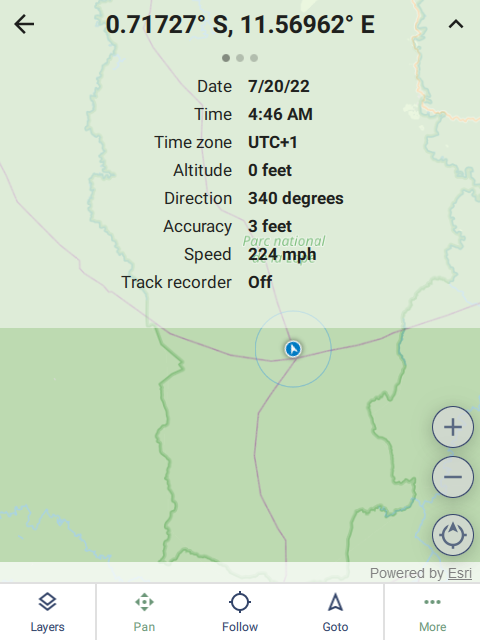 0.71727° S, 11.56962° E
Date 7/20/22
Time 4:46 AM
Time zone UTC+1
Altitude 0 feet
Direction 340 degrees
Accuracy 3 feet
Parc national
Speed 224 mph
Track recorder Off
Powered by Esri
Layers Pan Follow Goto More